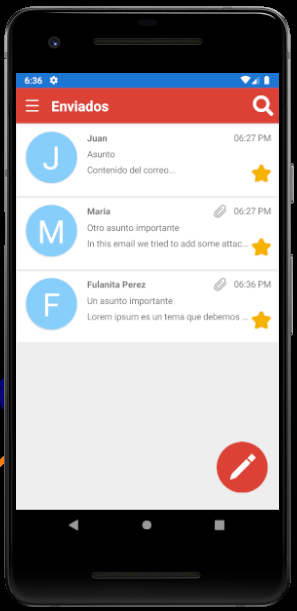 6:36
Enviados
J
Juan 06:27 PM
Asunto
Contenido del correo...
M
Maria 06:27 PM
Otro asunto importante
In this email we tried to add some attac...
F
Fulanita Perez 06:36 PM
Un asunto importante
Lorem ipsum es un tema que debemos ...